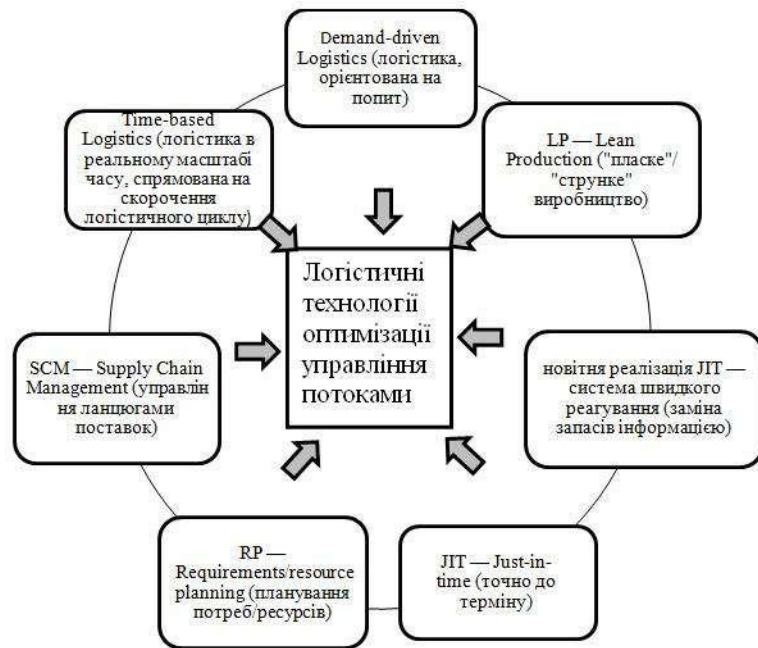 Demand-driven
Logistics (логістика,
орієнтована на
попит)
Time-based
Logistics (логістика в
реальному масштабі
часу, спрямована на
скорочення
логістичного циклу)
LP — Lean
Production ("пласке"/
"струнке"
виробництво)
Логістичні
технології
оптимізації
управління
потоками
SCM — Supply Chain
Management (управлін
ня ланцюгами
поставок)
новітня реалізація JIT —
система швидкого
реагування (заміна
запасів інформацією)
RP —
Requirements/resource
planning (планування
потреб/ресурсів)
JIT — Just-in-
time (точно до
терміну)